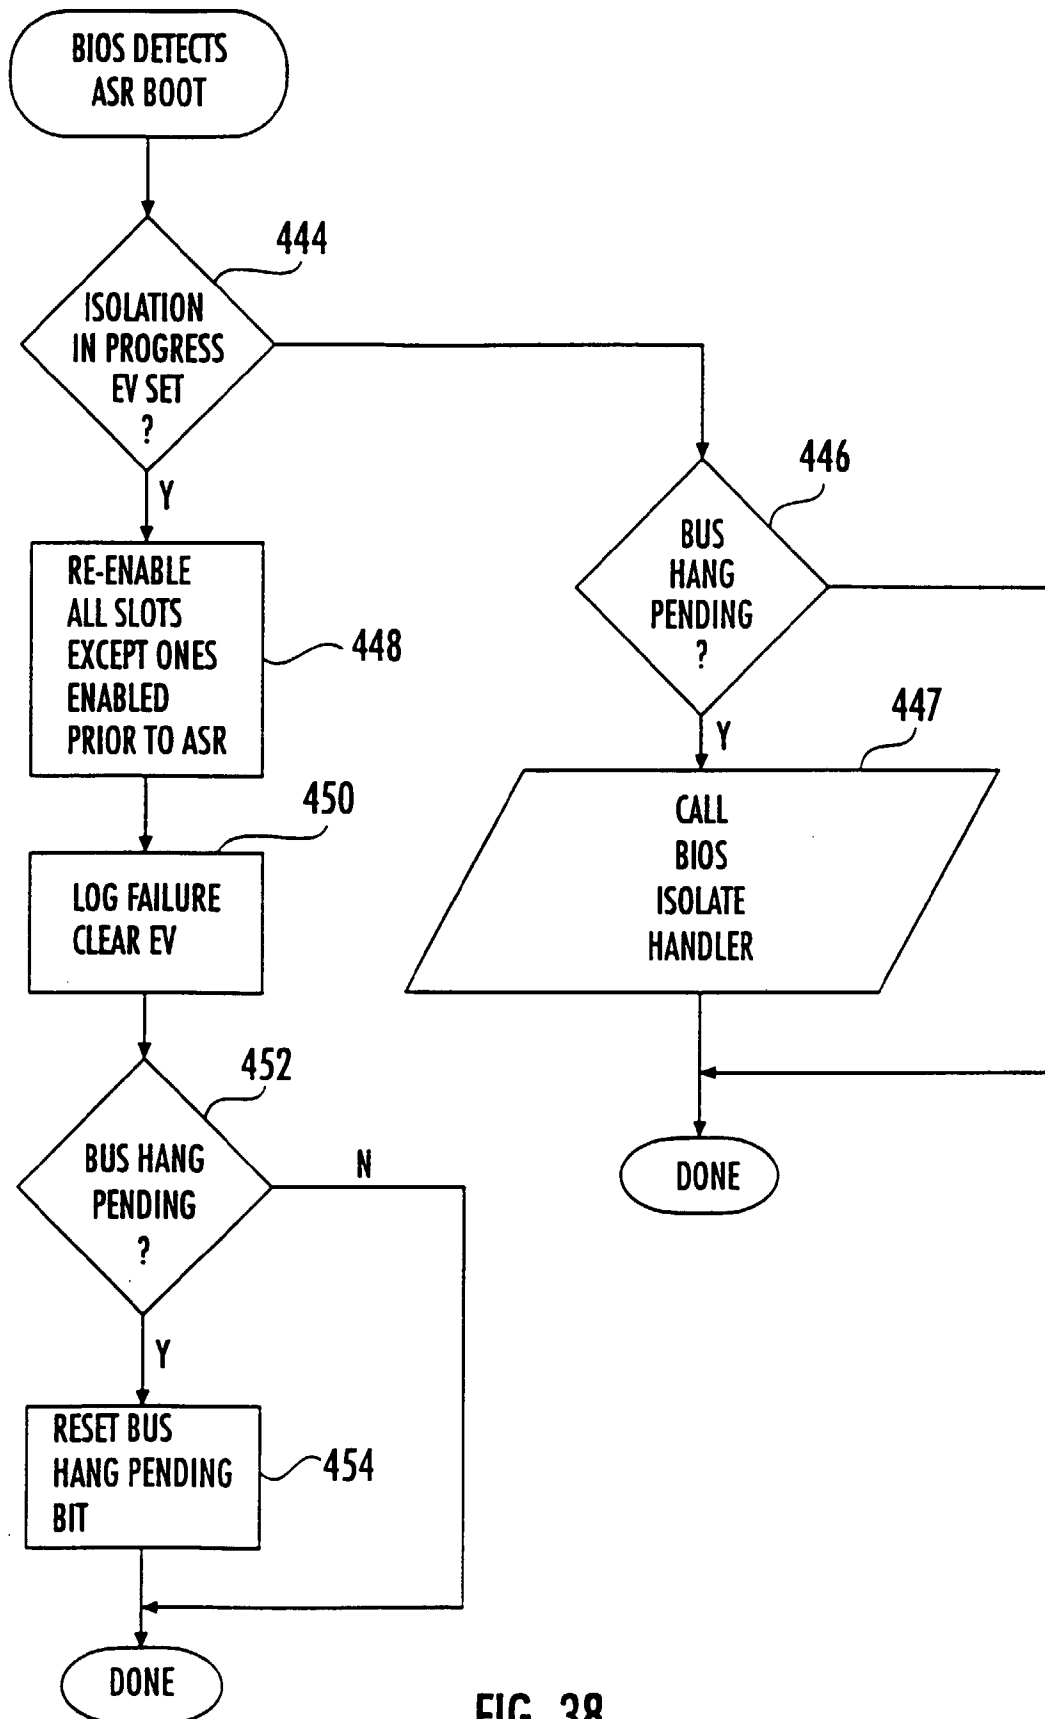 BIOS DETECTS
ASR BOOT
444
ISOLATION
IN PROGRESS
EV SET
?
Y
446
BUS
HANG
PENDING
?
Y
RE-ENABLE
ALL SLOTS
EXCEPT ONES
ENABLED
PRIOR TO ASR
448
447
CALL
BIOS
ISOLATE
HANDLER
450
LOG FAILURE
CLEAR EV
452
BUS HANG
PENDING
?
N
Y
DONE
RESET BUS
HANG PENDING
BIT
454
DONE
FIG. 38